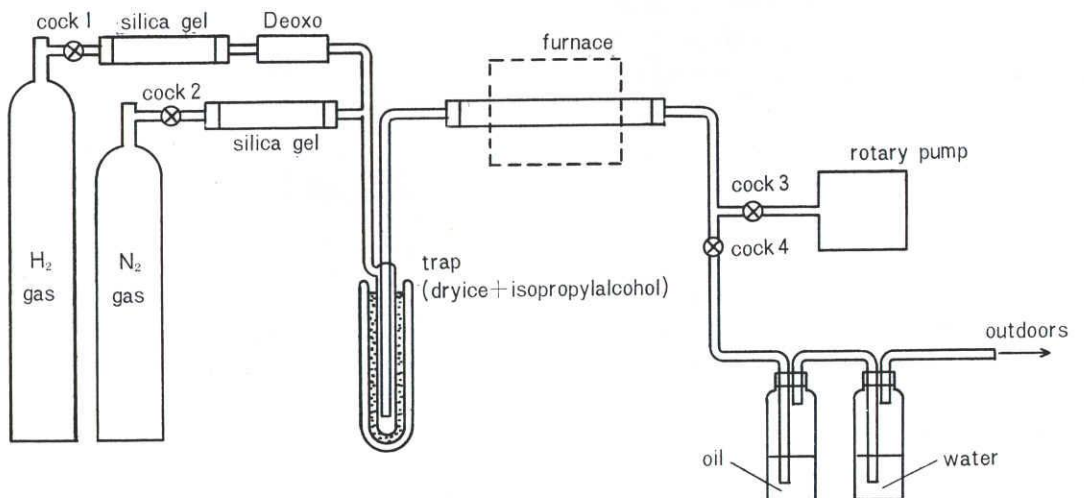 cock 1
silica gel
Deoxo
furnace
cock 2
silica gel
rotary pump
cock 3
cock 4
H₂
gas
N₂
gas
trap
(dryice+isopropylalcohol)
outdoors
oil
water